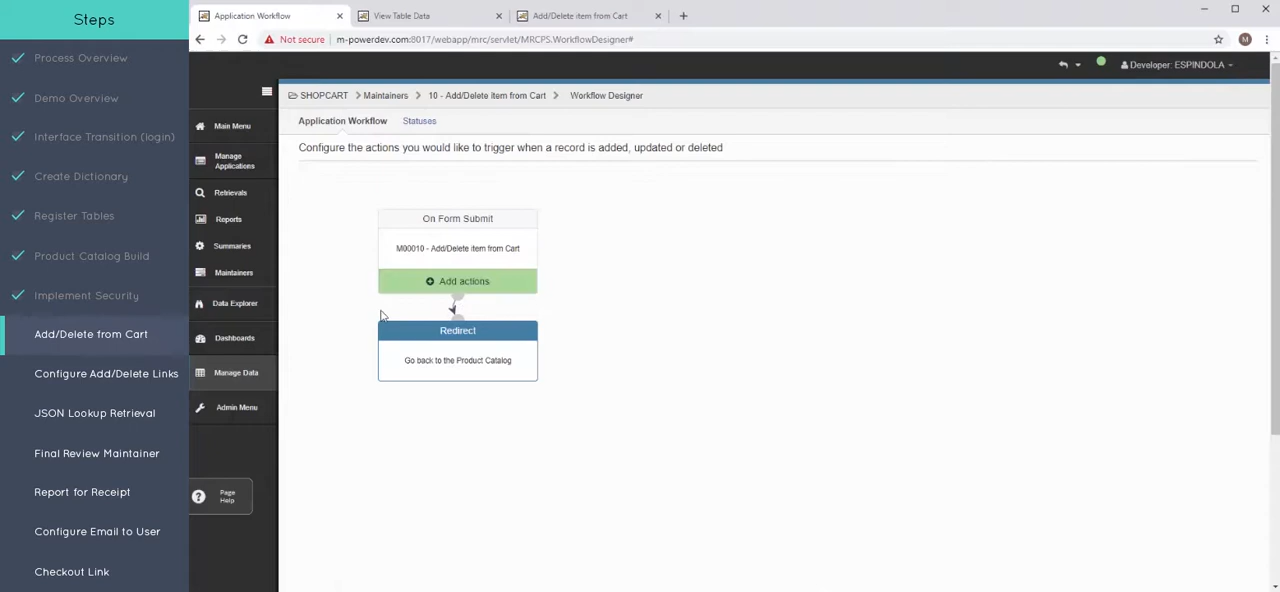 Steps
Process Overview
Demo Overview
Interface Transition (login)
Create Dictionary
Register Tables
Product Catalog Build
Implement Security
Add/Delete from Cart
Configure Add/Delete Links
JSON Lookup Retrieval
Final Review Maintainer
Report for Receipt
Configure Email to User
Checkout Link
Application Workflow
View Table Data
Add/Delete item from Cart
Not secure
m-powerdev.com:8017/webapp/mrc/servlet/MRCPS.WorkflowDesigner#
M
Developer: ESPINDOLA
SHOPCART
Maintainers
10 - Add/Delete item from Cart
Workflow Designer
Main Menu
Manage Applications
Retrievals
Reports
Summaries
Maintainers
Data Explorer
Dashboards
Manage Data
Admin Menu
Page Help
Application Workflow
Statuses
Configure the actions you would like to trigger when a record is added, updated or deleted
On Form Submit
M00010 - Add/Delete item from Cart
Add actions
Redirect
Go back to the Product Catalog